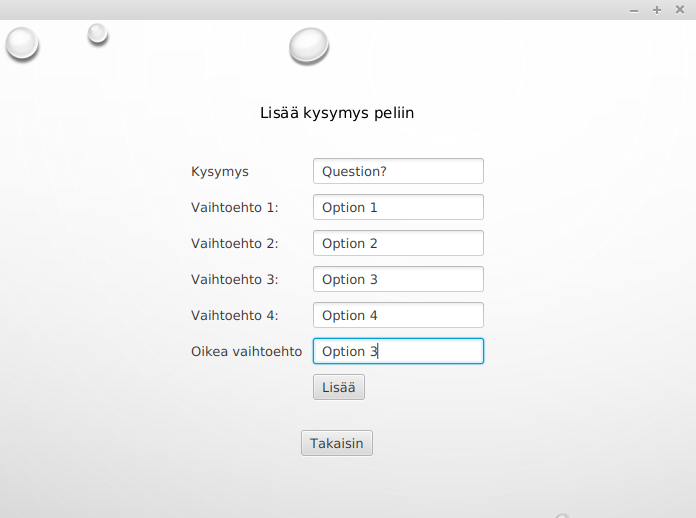 Lisää kysymys peliin
Kysymys Question?
Vaihtoehto 1: Option 1
Vaihtoehto 2: Option 2
Vaihtoehto 3: Option 3
Vaihtoehto 4: Option 4
Oikea vaihtoehto Option 3
Lisää
Takaisin